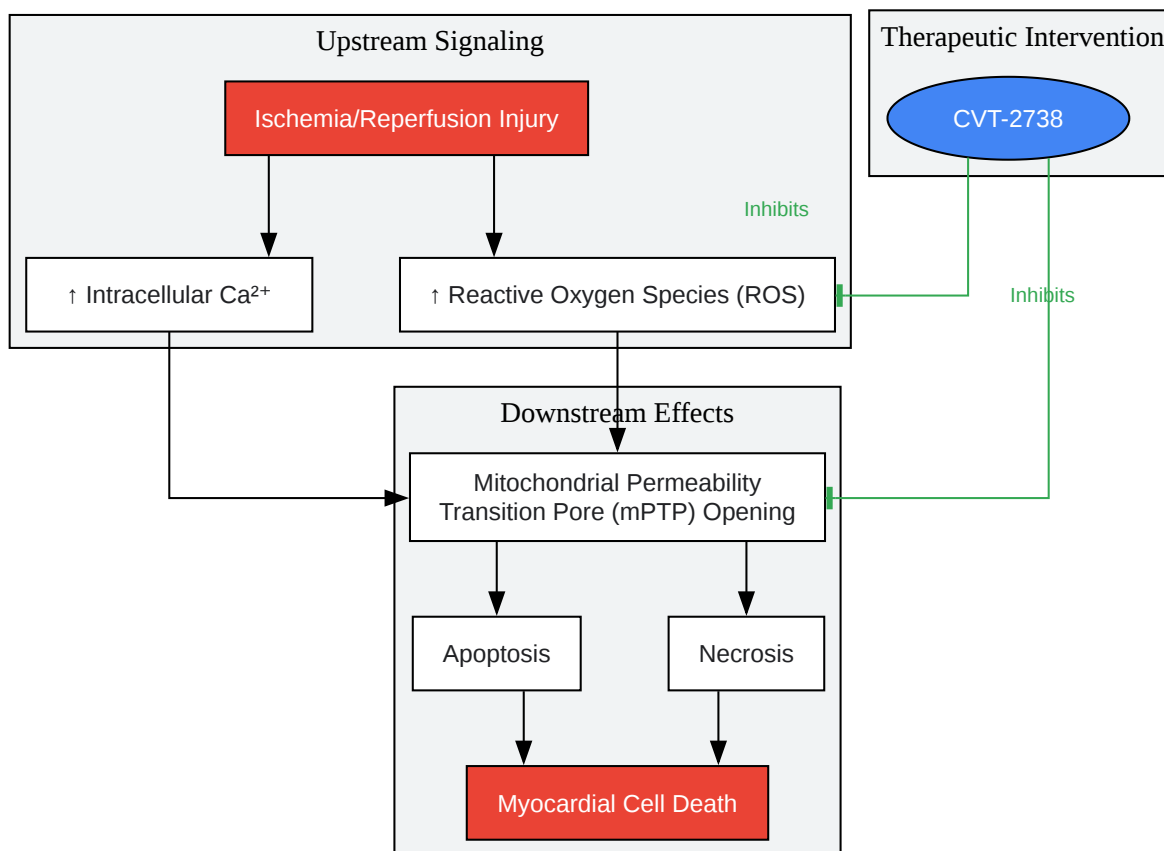 Upstream Signaling
Therapeutic Intervention
Ischemia/Reperfusion Injury
CVT-2738
Inhibits
↑ Intracellular Ca²⁺
↑ Reactive Oxygen Species (ROS)
Inhibits
Downstream Effects
Mitochondrial Permeability
Transition Pore (mPTP) Opening
Apoptosis
Necrosis
Myocardial Cell Death